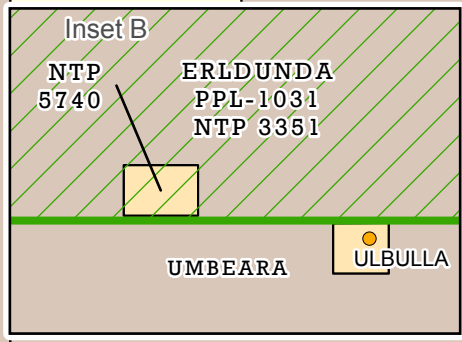 Inset B
NTP
5740
ERLDUNDA
PPL-1031
NTP 3351
UMBEARA
ULBULLA